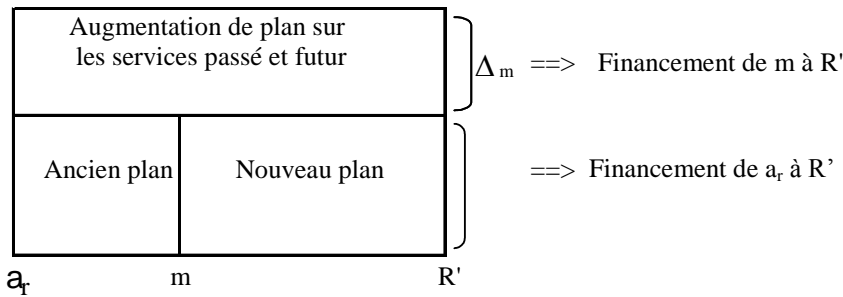 Augmentation de plan sur
les services passé et futur
Δ m ==> Financement de m à R'
Ancien plan Nouveau plan ==> Financement de ar à R’
ar m R'